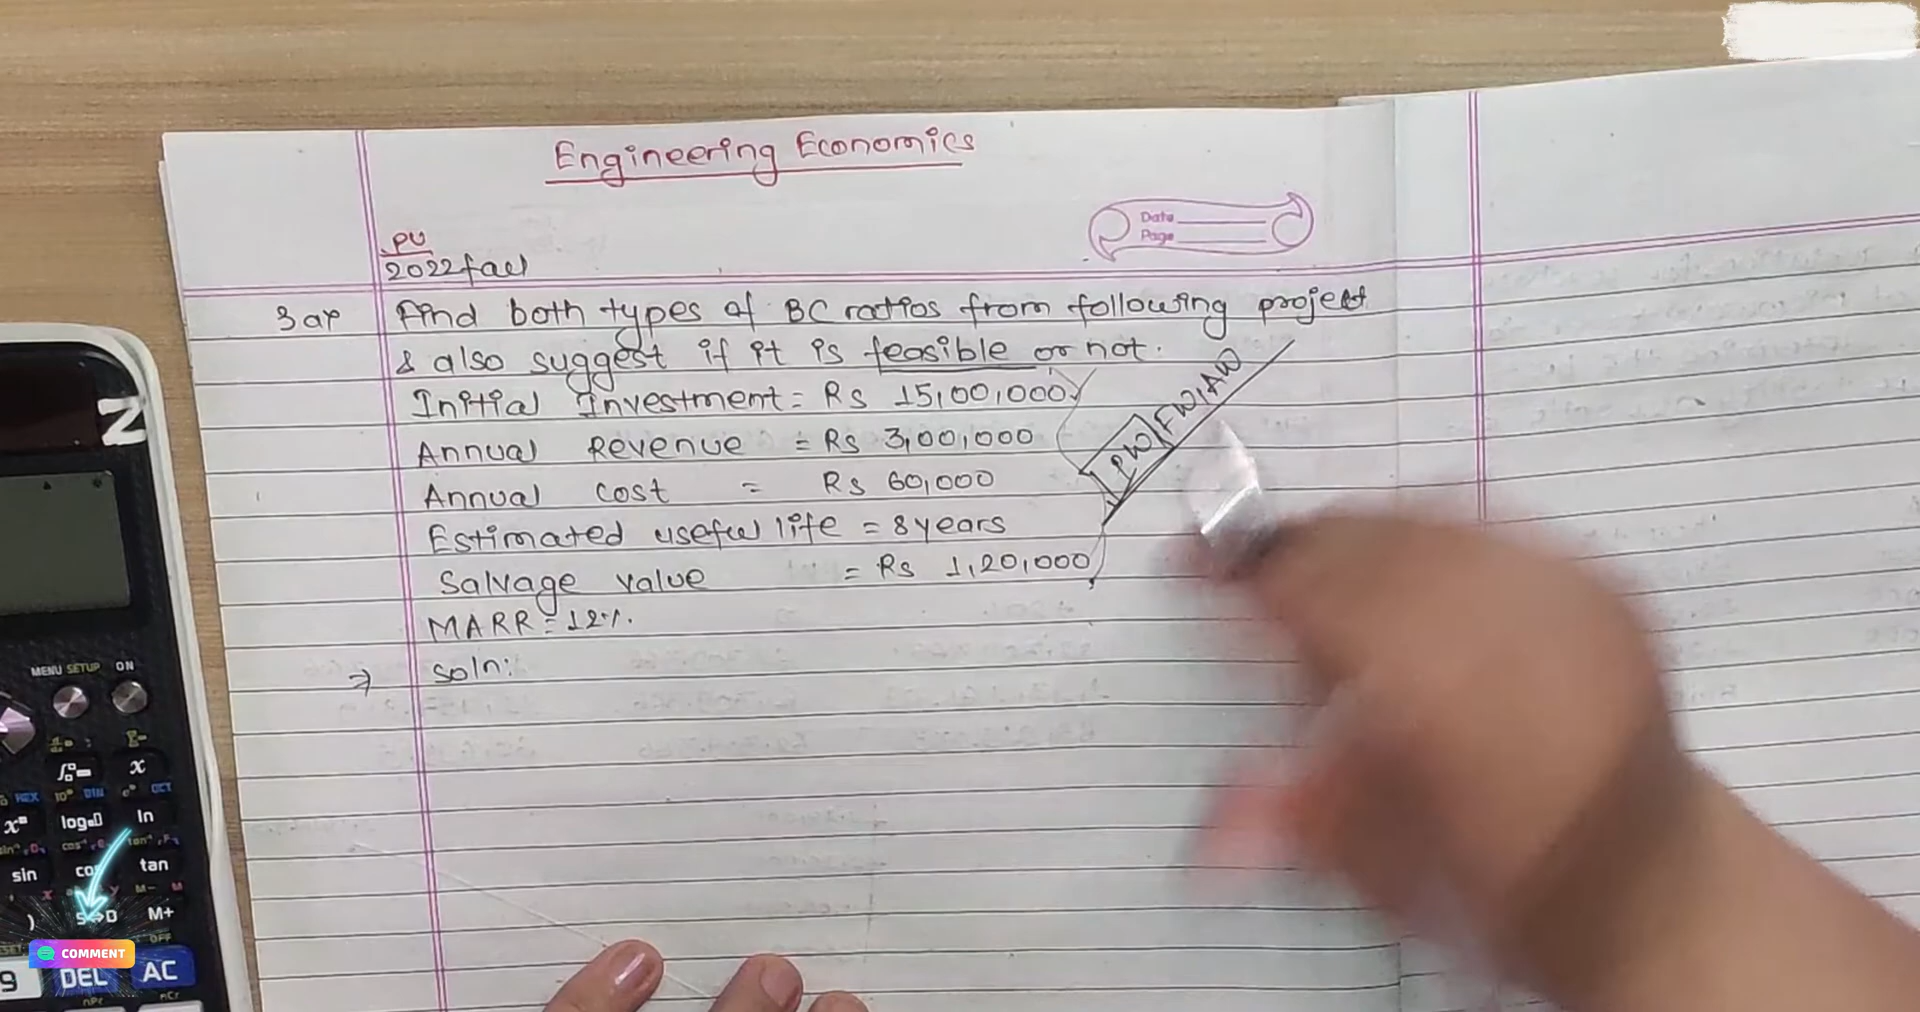 Engineering Economics
Date
Page
PU
2022 fall
3 a)
Find both types of BC ratios from following project
& also suggest if it is feasible or not.
Initial Investment = Rs 15,00,000
Annual Revenue = Rs 3,00,000
Annual cost = Rs 60,000
Estimated useful life = 8 years
Salvage value = Rs 1,20,000
MARR = 12%.
PW, FW, AW
⇒ soln:
N
MENU SETUP ON
x
log ln
sin cos tan
) S⇔D M+
9 DEL AC
OFF
COMMENT